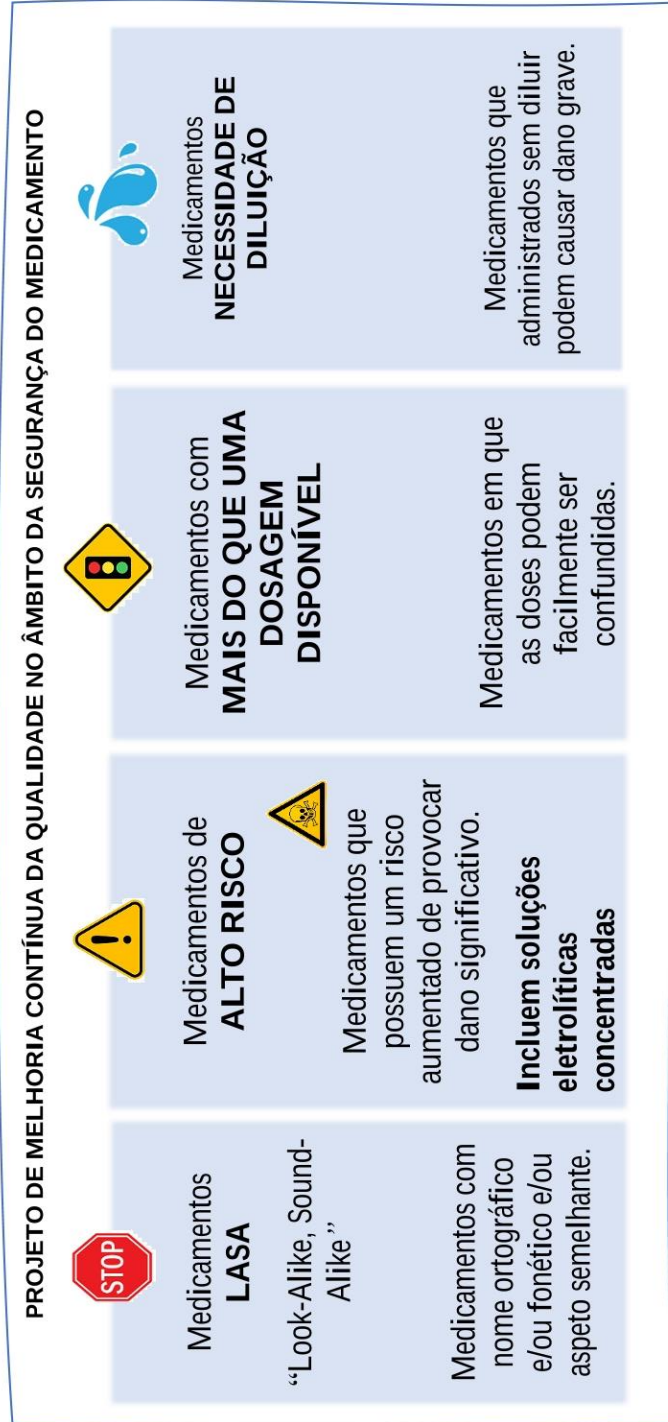 PROJETO DE MELHORIA CONTÍNUA DA QUALIDADE NO ÂMBITO DA SEGURANÇA DO MEDICAMENTO
STOP
Medicamentos
LASA
“Look-Alike, Sound-
Alike”
Medicamentos com
nome ortográfico
e/ou fonético e/ou
aspeto semelhante.
Medicamentos de
ALTO RISCO
Medicamentos que
possuem um risco
aumentado de provocar
dano significativo.
Incluem soluções
eletrolíticas
concentradas
Medicamentos com
MAIS DO QUE UMA
DOSAGEM
DISPONÍVEL
Medicamentos em que
as doses podem
facilmente ser
confundidas.
Medicamentos
NECESSIDADE DE
DILUIÇÃO
Medicamentos que
administrados sem diluir
podem causar dano grave.